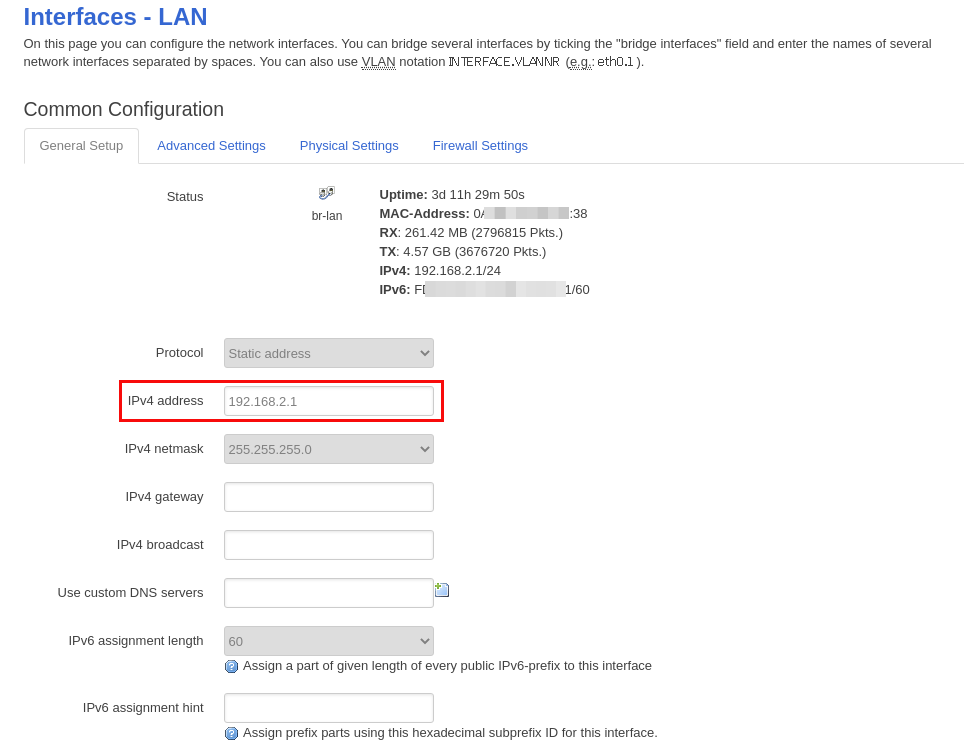 Interfaces - LAN
On this page you can configure the network interfaces. You can bridge several interfaces by ticking the "bridge interfaces" field and enter the names of several
network interfaces separated by spaces. You can also use VLAN notation INTERFACE.VLANNR (e.g.: eth0.1).
Common Configuration
General Setup Advanced Settings Physical Settings Firewall Settings
Status
br-lan
Uptime: 3d 11h 29m 50s
MAC-Address: 0A :38
RX: 261.42 MB (2796815 Pkts.)
TX: 4.57 GB (3676720 Pkts.)
IPv4: 192.168.2.1/24
IPv6: FD 1/60
Protocol Static address
IPv4 address 192.168.2.1
IPv4 netmask 255.255.255.0
IPv4 gateway
IPv4 broadcast
Use custom DNS servers
IPv6 assignment length 60
Assign a part of given length of every public IPv6-prefix to this interface
IPv6 assignment hint
Assign prefix parts using this hexadecimal subprefix ID for this interface.